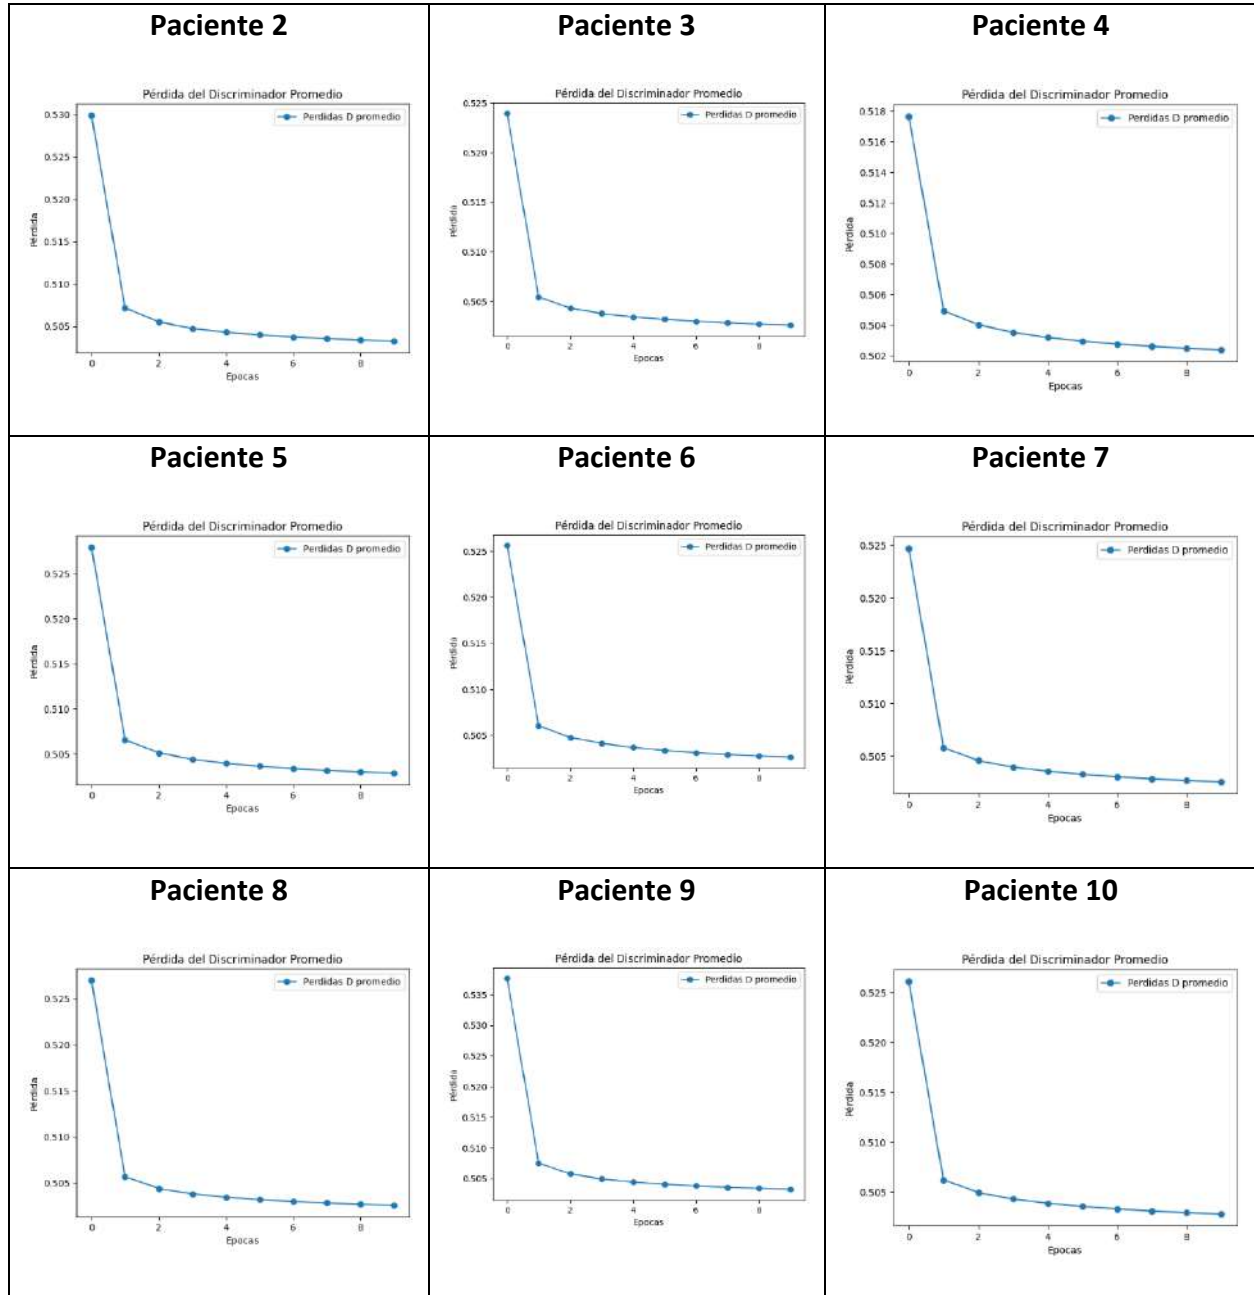 Paciente 2
Paciente 3
Paciente 4
Pérdida del Discriminador Promedio
Perdidas D promedio
0.530
0.525
0.520
0.515
0.510
0.505
Pérdida
0 2 4 6 8
Epocas
Pérdida del Discriminador Promedio
Perdidas D promedio
0.525
0.520
0.515
0.510
0.505
Pérdida
0 2 4 6 8
Epocas
Pérdida del Discriminador Promedio
Perdidas D promedio
0.518
0.516
0.514
0.512
0.510
0.508
0.506
0.504
0.502
Pérdida
0 2 4 6 8
Epocas
Paciente 5
Paciente 6
Paciente 7
Pérdida del Discriminador Promedio
Perdidas D promedio
0.525
0.520
0.515
0.510
0.505
Pérdida
0 2 4 6 8
Epocas
Pérdida del Discriminador Promedio
Perdidas D promedio
0.525
0.520
0.515
0.510
0.505
Pérdida
0 2 4 6 8
Epocas
Pérdida del Discriminador Promedio
Perdidas D promedio
0.525
0.520
0.515
0.510
0.505
Pérdida
0 2 4 6 8
Epocas
Paciente 8
Paciente 9
Paciente 10
Pérdida del Discriminador Promedio
Perdidas D promedio
0.525
0.520
0.515
0.510
0.505
Pérdida
0 2 4 6 8
Epocas
Pérdida del Discriminador Promedio
Perdidas D promedio
0.535
0.530
0.525
0.520
0.515
0.510
0.505
Pérdida
0 2 4 6 8
Epocas
Pérdida del Discriminador Promedio
Perdidas D promedio
0.525
0.520
0.515
0.510
0.505
Pérdida
0 2 4 6 8
Epocas